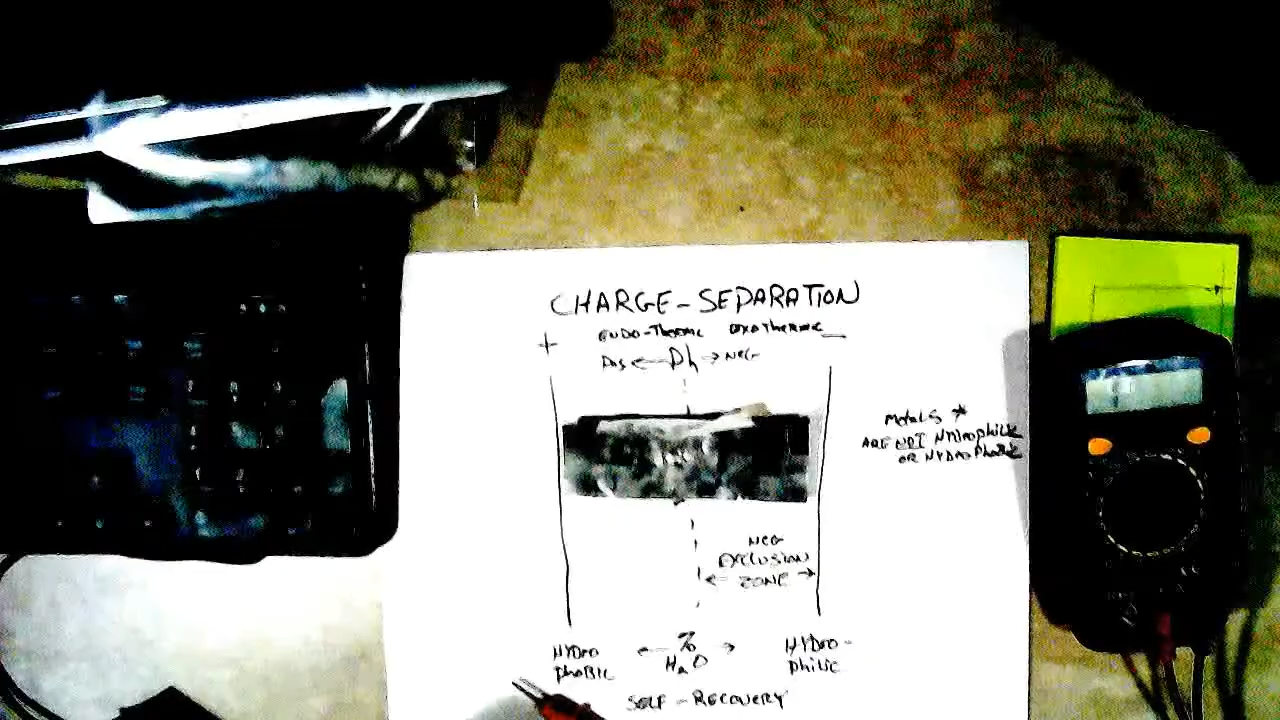 CHARGE-SEPARATION
+ ENDO-THERMIC EXOTHERMIC —
POS ← Ph → NEG
METALS *
ARE NOT HYDROPHILIC
OR HYDROPHOBIC
NEG
EXCLUSION
ZONE
HYDRO
PHOBIC
← % →
H2O
HYDRO-
PHILIC
SELF-RECOVERY